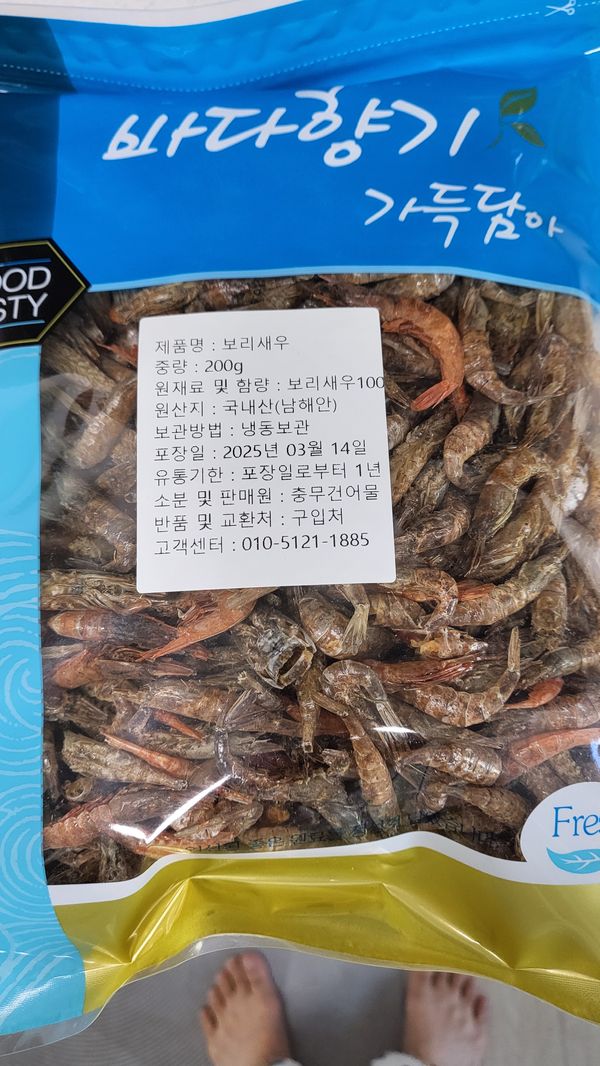 바다향기
가득담아
OOD
STY
제품명 : 보리새우
중량 : 200g
원재료 및 함량 : 보리새우100
원산지 : 국내산(남해안)
보관방법 : 냉동보관
포장일 : 2025년 03월 14일
유통기한 : 포장일로부터 1년
소분 및 판매원 : 충무건어물
반품 및 교환처 : 구입처
고객센터 : 010-5121-1885
Fres